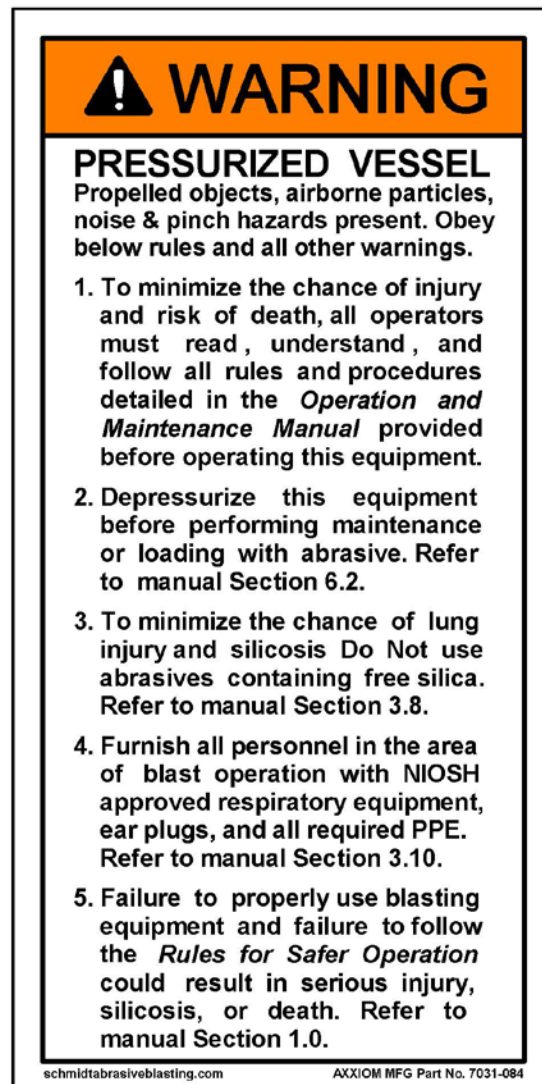 WARNING
PRESSURIZED VESSEL
Propelled objects, airborne particles,
noise & pinch hazards present. Obey
below rules and all other warnings.
1. To minimize the chance of injury
and risk of death, all operators
must read, understand, and
follow all rules and procedures
detailed in the Operation and
Maintenance Manual provided
before operating this equipment.
2. Depressurize this equipment
before performing maintenance
or loading with abrasive. Refer
to manual Section 6.2.
3. To minimize the chance of lung
injury and silicosis Do Not use
abrasives containing free silica.
Refer to manual Section 3.8.
4. Furnish all personnel in the area
of blast operation with NIOSH
approved respiratory equipment,
ear plugs, and all required PPE.
Refer to manual Section 3.10.
5. Failure to properly use blasting
equipment and failure to follow
the Rules for Safer Operation
could result in serious injury,
silicosis, or death. Refer to
manual Section 1.0.
schmidtabrasiveblasting.com AXXIOM MFG Part No. 7031-084